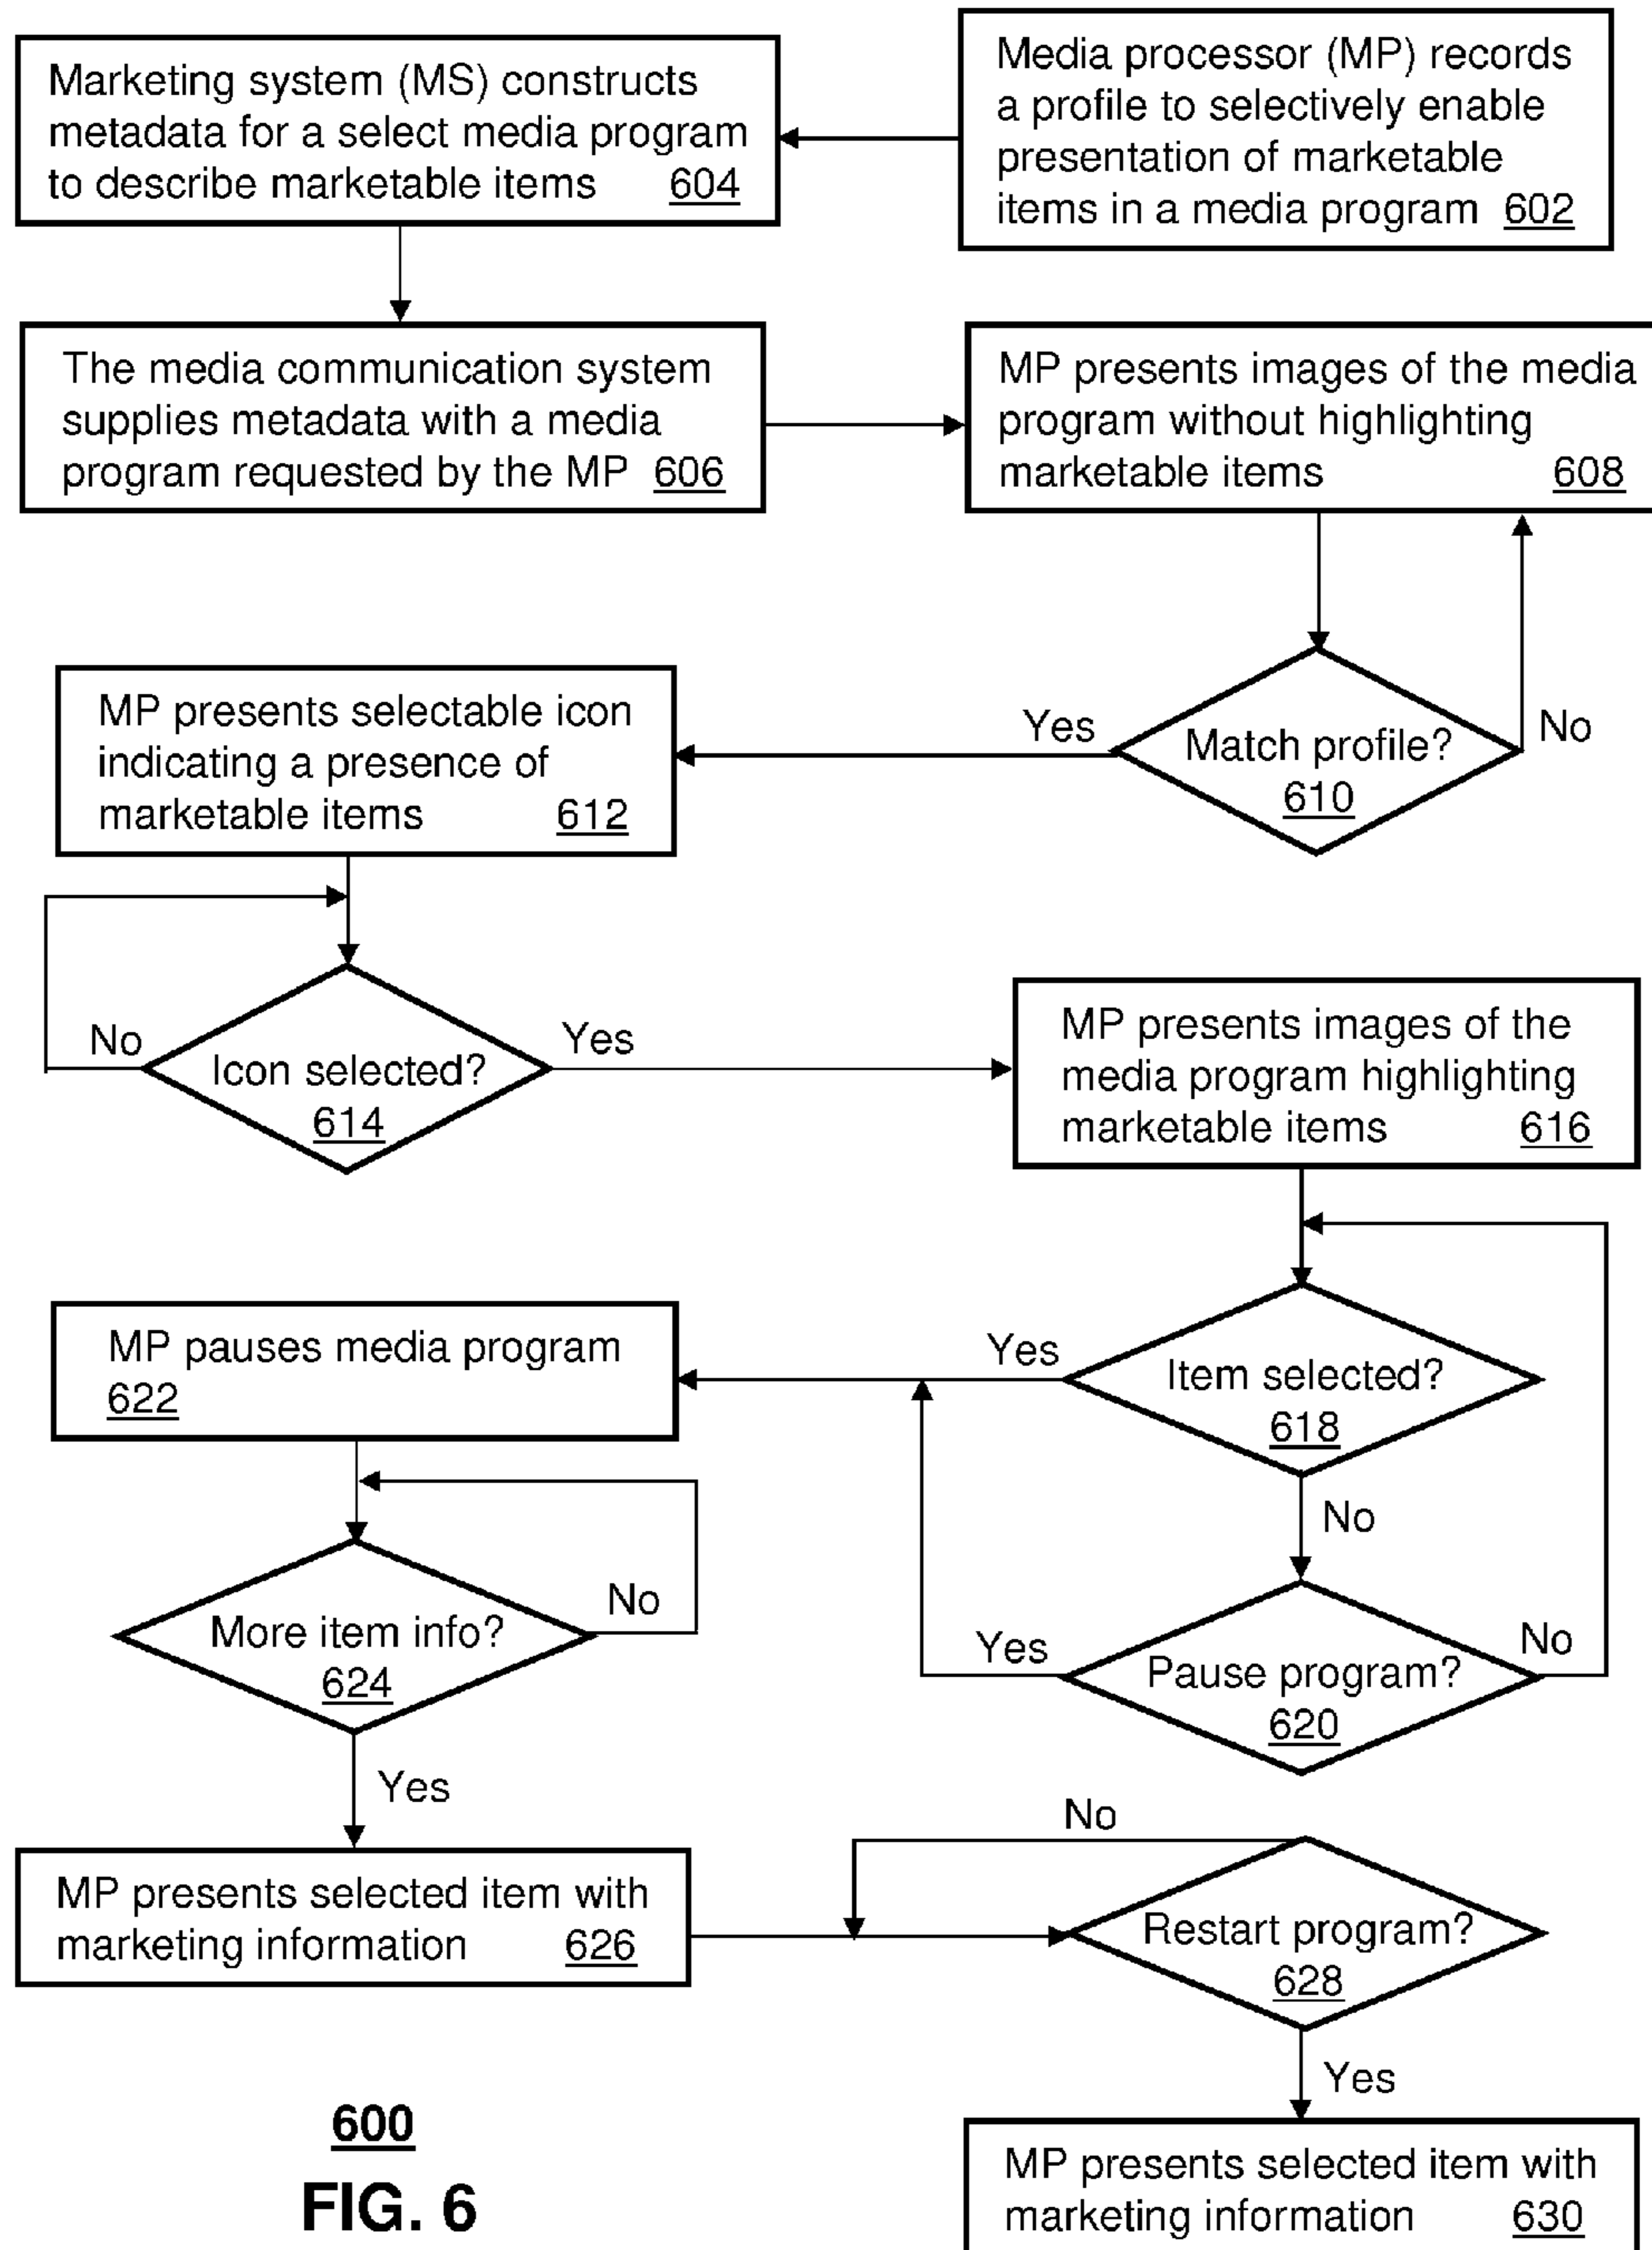 Media processor (MP) records
a profile to selectively enable
presentation of marketable
items in a media program 602
Marketing system (MS) constructs
metadata for a select media program
to describe marketable items 604
The media communication system
supplies metadata with a media
program requested by the MP 606
MP presents images of the media
program without highlighting
marketable items 608
Match profile?
610
Yes
No
MP presents selectable icon
indicating a presence of
marketable items 612
Icon selected?
614
No
Yes
MP presents images of the
media program highlighting
marketable items 616
Item selected?
618
Yes
No
Pause program?
620
Yes
No
MP pauses media program
622
More item info?
624
No
Yes
MP presents selected item with
marketing information 626
Restart program?
628
No
Yes
MP presents selected item with
marketing information 630
600
FIG. 6